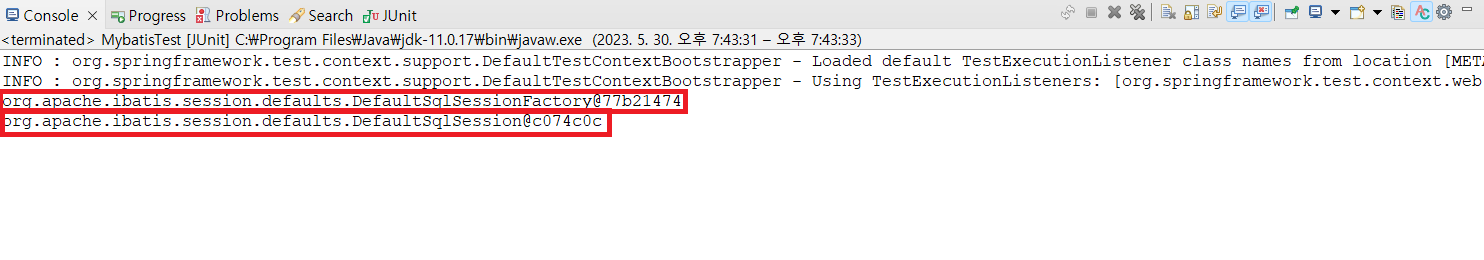 Console × Progress Problems Search JUnit
<terminated> MybatisTest [JUnit] C:₩Program Files₩Java₩jdk-11.0.17₩bin₩javaw.exe (2023. 5. 30. 오후 7:43:31 – 오후 7:43:33)
INFO : org.springframework.test.context.support.DefaultTestContextBootstrapper - Loaded default TestExecutionListener class names from location [META
INFO : org.springframework.test.context.support.DefaultTestContextBootstrapper - Using TestExecutionListeners: [org.springframework.test.context.web
org.apache.ibatis.session.defaults.DefaultSqlSessionFactory@77b21474
org.apache.ibatis.session.defaults.DefaultSqlSession@c074c0c